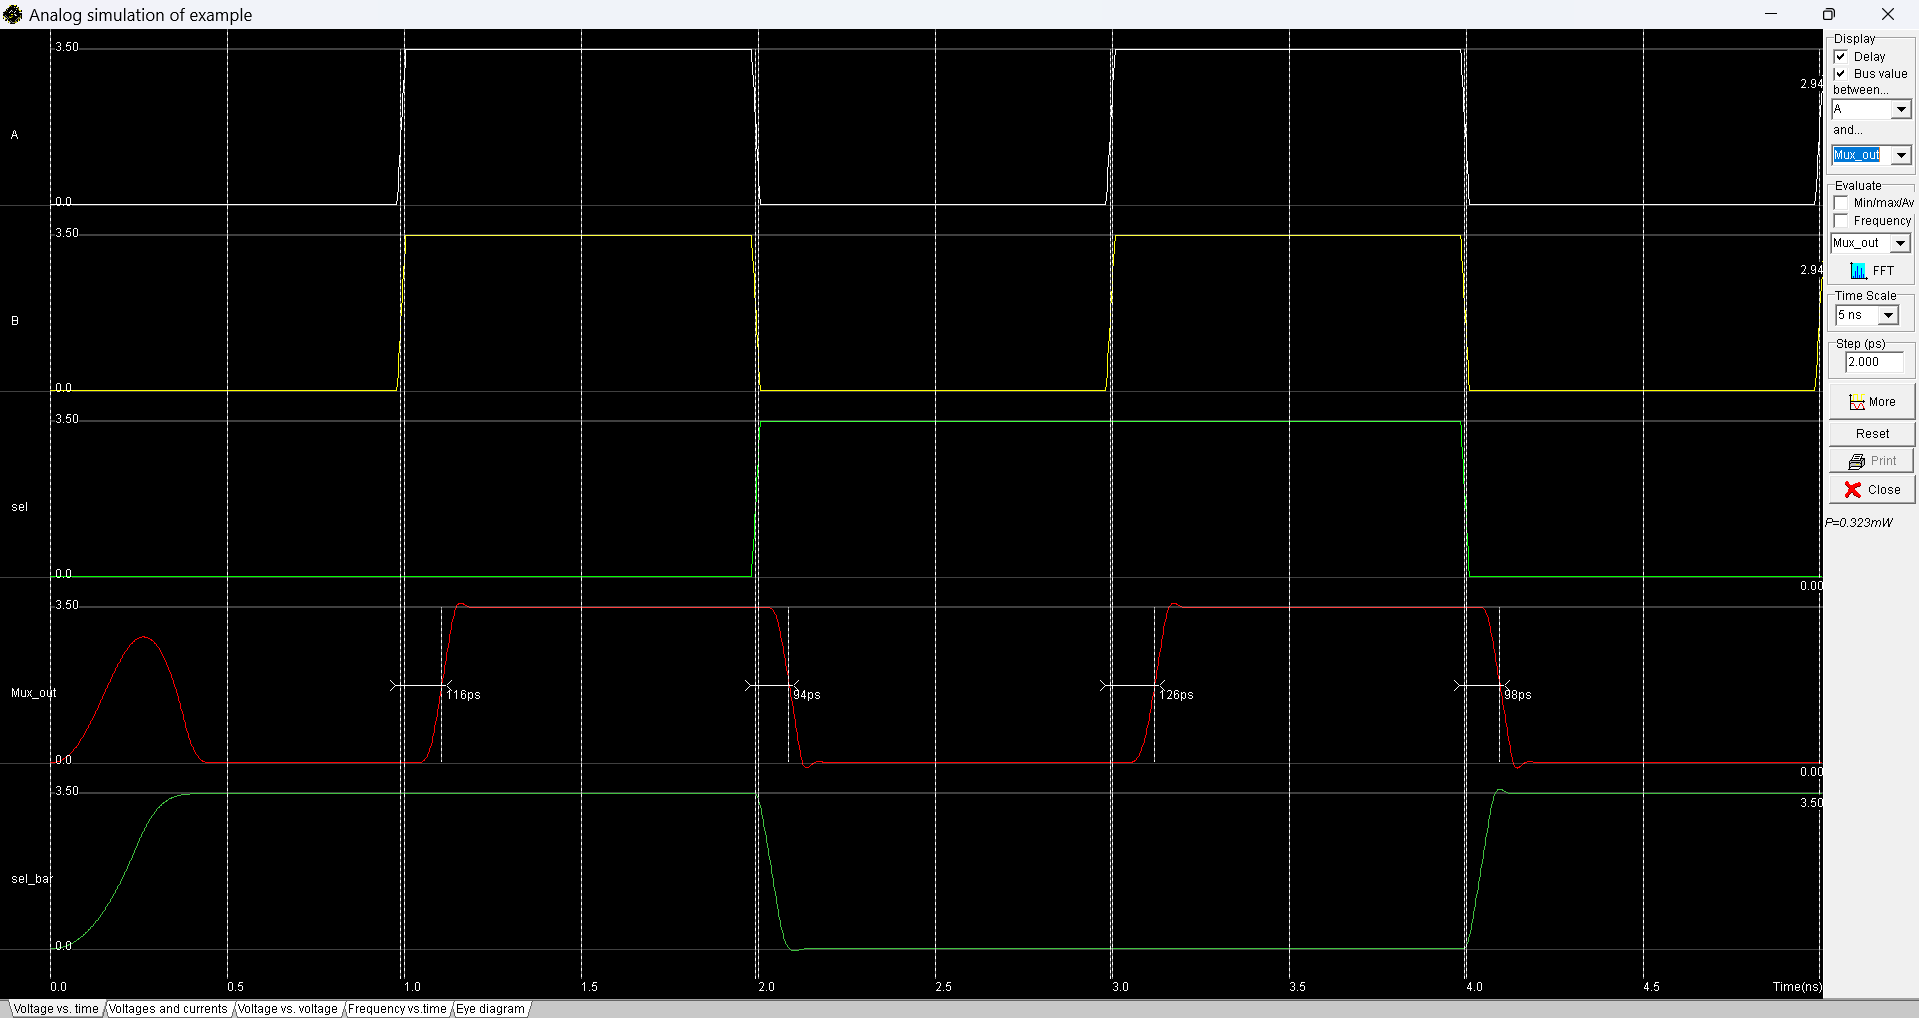 Analog simulation of example
3.50
A
0.0
2.94
3.50
B
0.0
2.94
3.50
sel
0.0
0.00
3.50
Mux_out
116ps
94ps
126ps
98ps
0.0
0.00
3.50
3.50
sel_bar
0.0
0.0 0.5 1.0 1.5 2.0 2.5 3.0 3.5 4.0 4.5 Time(ns)
Display
Delay
Bus value
between...
A
and...
Mux_out
Evaluate
Min/max/Av
Frequency
Mux_out
FFT
Time Scale
5 ns
Step (ps)
2.000
More
Reset
Print
Close
P=0.323mW
Voltage vs. time Voltages and currents Voltage vs. voltage Frequency vs.time Eye diagram